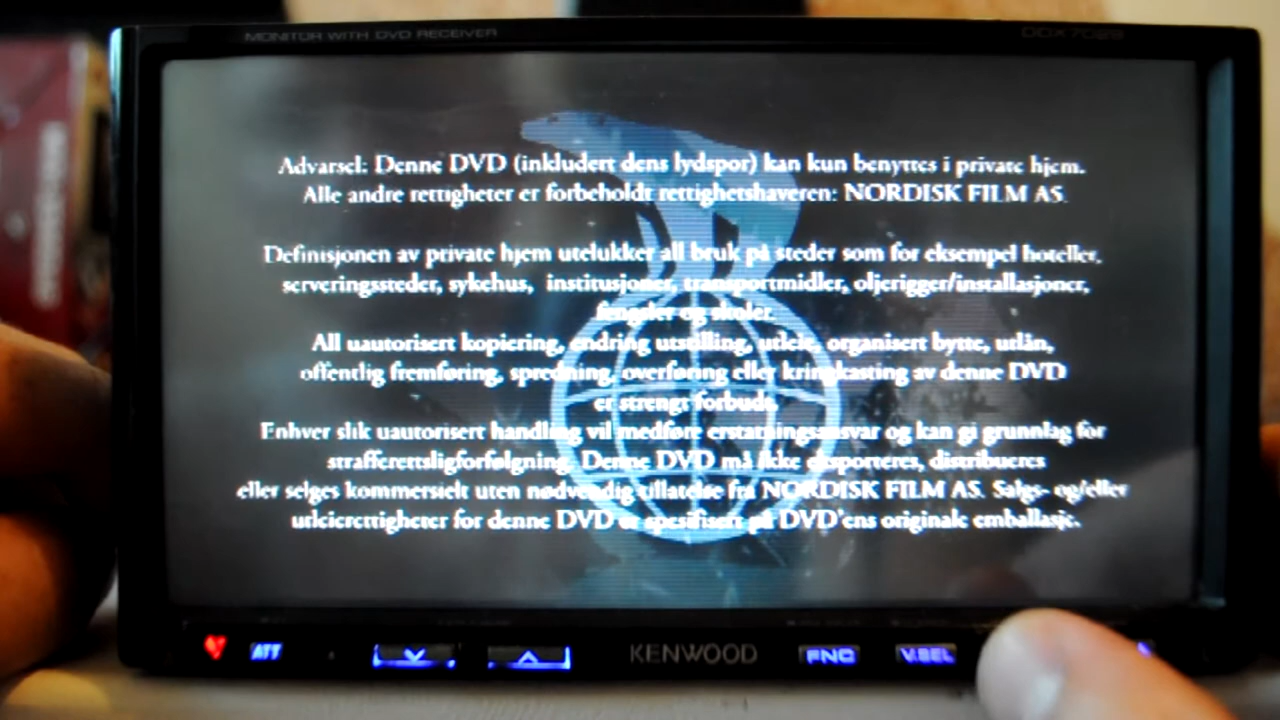 MONITOR WITH DVD RECEIVER
DDX7029
Advarsel: Denne DVD (inkludert dens lydspor) kan kun benyttes i private hjem.
Alle andre rettigheter er forbeholdt rettighetshaveren: NORDISK FILM AS.
Definisjonen av private hjem utelukker all bruk på steder som for eksempel hoteller,
serveringssteder, sykehus, institusjoner, transportmidler, oljerigger/installasjoner,
fengsler og skoler.
All uautorisert kopiering, endring utstilling, utleie, organisert bytte, utlån,
offentlig fremføring, spredning, overføring eller kringkasting av denne DVD
er strengt forbudt.
Enhver slik uautorisert handling vil medføre erstatningsansvar og kan gi grunnlag for
strafferettsligforfølgning. Denne DVD må ikke eksporteres, distribueres
eller selges kommersielt uten nødvendig tillatelse fra NORDISK FILM AS. Salgs- og/eller
utleierettigheter for denne DVD er spesifisert på DVD'ens originale emballasje.
ATT
KENWOOD
FNC
V.SEL